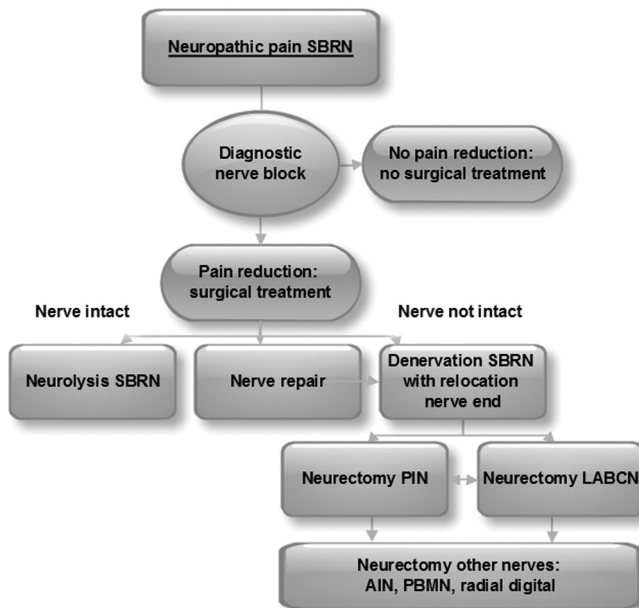 Neuropathic pain SBRN
Diagnostic
nerve block
No pain reduction:
no surgical treatment
Pain reduction:
surgical treatment
Nerve intact
Nerve not intact
Neurolysis SBRN
Nerve repair
Denervation SBRN
with relocation
nerve end
Neurectomy PIN
Neurectomy LABCN
Neurectomy other nerves:
AIN, PBMN, radial digital